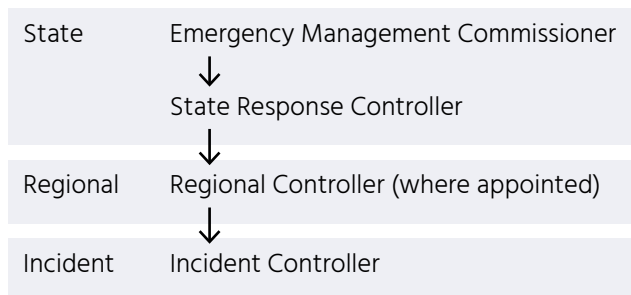 State Emergency Management Commissioner
State Response Controller
Regional Regional Controller (where appointed)
Incident Incident Controller